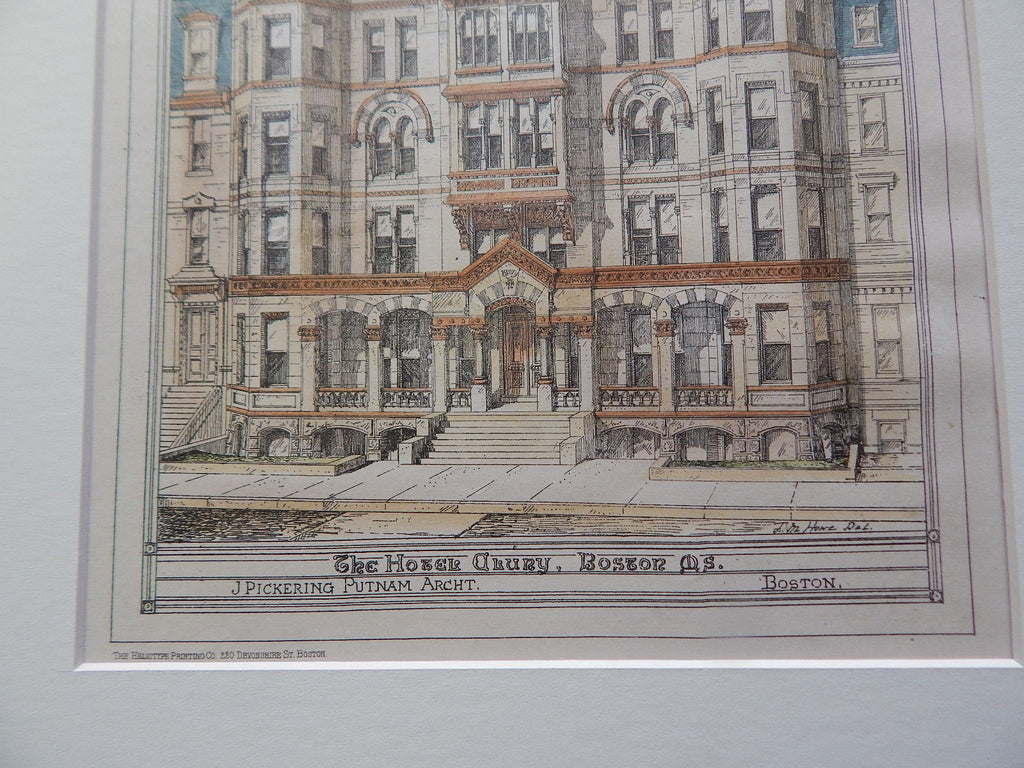 The Hotel Cluny, Boston Ms.
J Pickering Putnam Archt. Boston.
The Heliotype Printing Co. 220 Devonshire St. Boston.